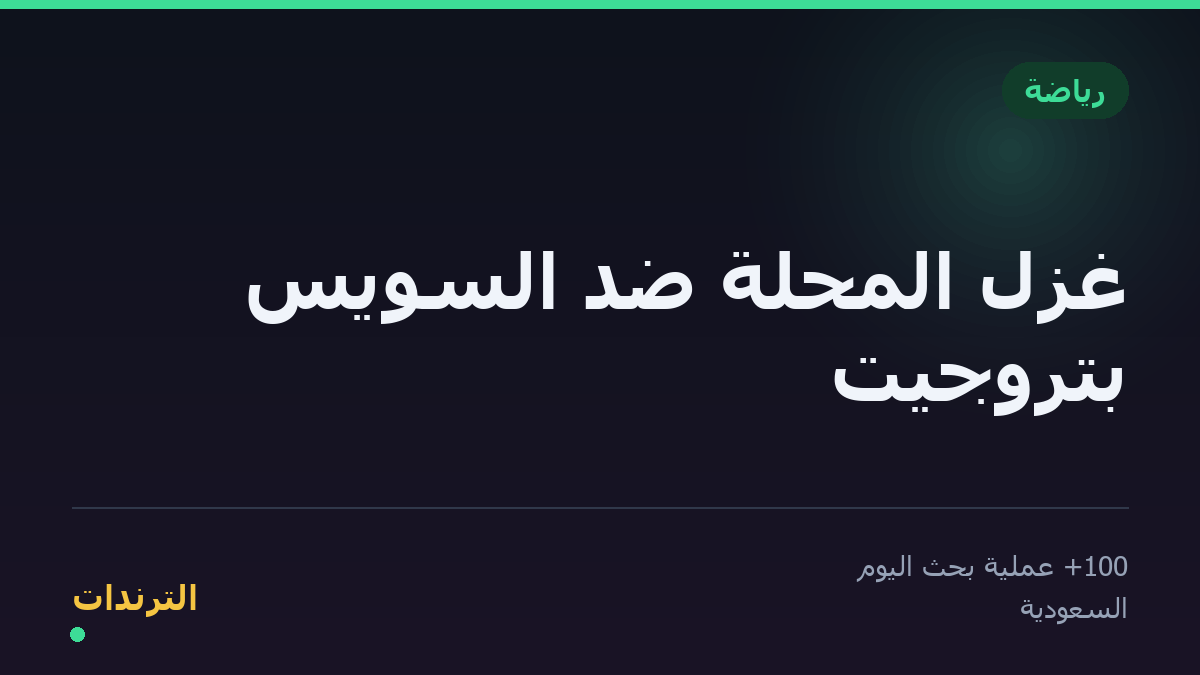 رياضة
غزل المحلة ضد السويس
بتروجيت
100+ عملية بحث اليوم
السعودية
الترندات